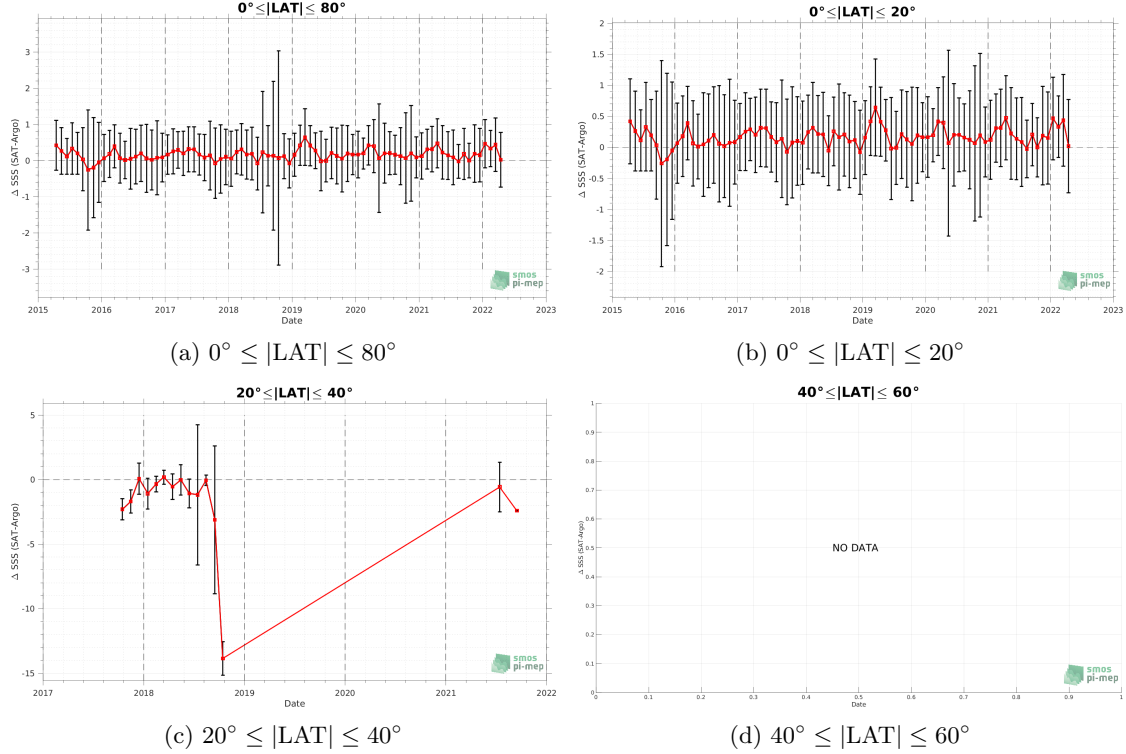 0°≤|LAT|≤ 80°
3
2
1
0
-1
-2
-3
Δ SSS (SAT-Argo)
2015 2016 2017 2018 2019 2020 2021 2022 2023
Date
smos
pi-mep
(a) 0° ≤ |LAT| ≤ 80°
0°≤|LAT|≤ 20°
2
1.5
1
0.5
0
-0.5
-1
-1.5
-2
Δ SSS (SAT-Argo)
2015 2016 2017 2018 2019 2020 2021 2022 2023
Date
smos
pi-mep
(b) 0° ≤ |LAT| ≤ 20°
20°≤|LAT|≤ 40°
5
0
-5
-10
-15
Δ SSS (SAT-Argo)
2017 2018 2019 2020 2021 2022
Date
smos
pi-mep
(c) 20° ≤ |LAT| ≤ 40°
40°≤|LAT|≤ 60°
1
0.9
0.8
0.7
0.6
0.5
0.4
0.3
0.2
0.1
0
Δ SSS (SAT-Argo)
NO DATA
0 0.1 0.2 0.3 0.4 0.5 0.6 0.7 0.8 0.9 1
Date
smos
pi-mep
(d) 40° ≤ |LAT| ≤ 60°